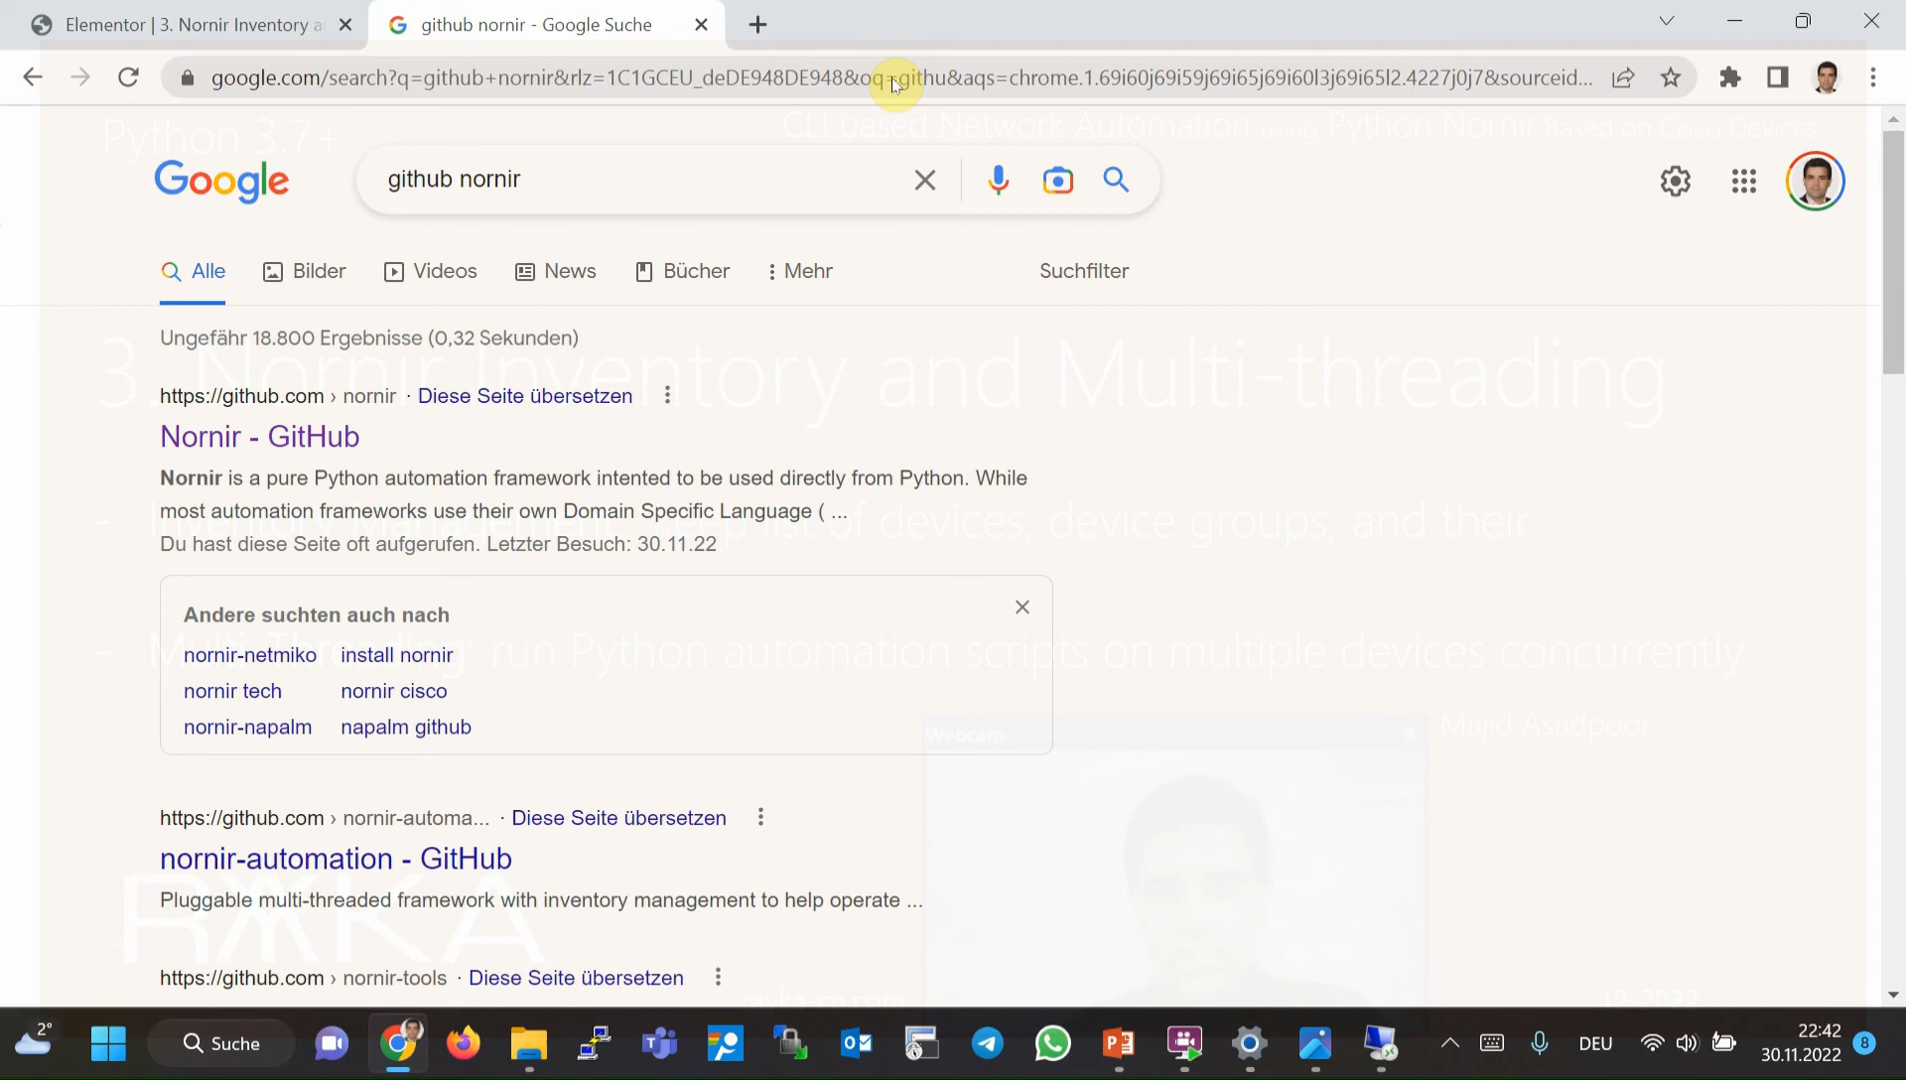 Elementor | 3. Nornir Inventory a
github nornir - Google Suche
google.com/search?q=github+nornir&rlz=1C1GCEU_deDE948DE948&oq=githu&aqs=chrome.1.69i60j69i59j69i65j69i60l3j69i65l2.4227j0j7&sourceid...
Python 3.7+
CLI based Network Automation using Python Nornir Based on Cisco Devices
Google
github nornir
Alle
Bilder
Videos
News
Bücher
Mehr
Suchfilter
Ungefähr 18.800 Ergebnisse (0,32 Sekunden)
3. Nornir Inventory and Multi-threading
https://github.com › nornir · Diese Seite übersetzen
Nornir - GitHub
Nornir is a pure Python automation framework intented to be used directly from Python. While
most automation frameworks use their own Domain Specific Language ( ...
- Inventory Management: keep list of devices, device groups, and their
Du hast diese Seite oft aufgerufen. Letzter Besuch: 30.11.22
Andere suchten auch nach
nornir-netmiko install nornir
- Multi-Threading: run Python automation scripts on multiple devices concurrently
nornir tech nornir cisco
nornir-napalm napalm github
Majid Asadpoor
Webcam
https://github.com › nornir-automa... · Diese Seite übersetzen
nornir-automation - GitHub
Pluggable multi-threaded framework with inventory management to help operate ...
RAYKA
https://github.com › nornir-tools · Diese Seite übersetzen
rayka-co.com
12-2022
2°
Suche
DEU
22:42
30.11.2022
8